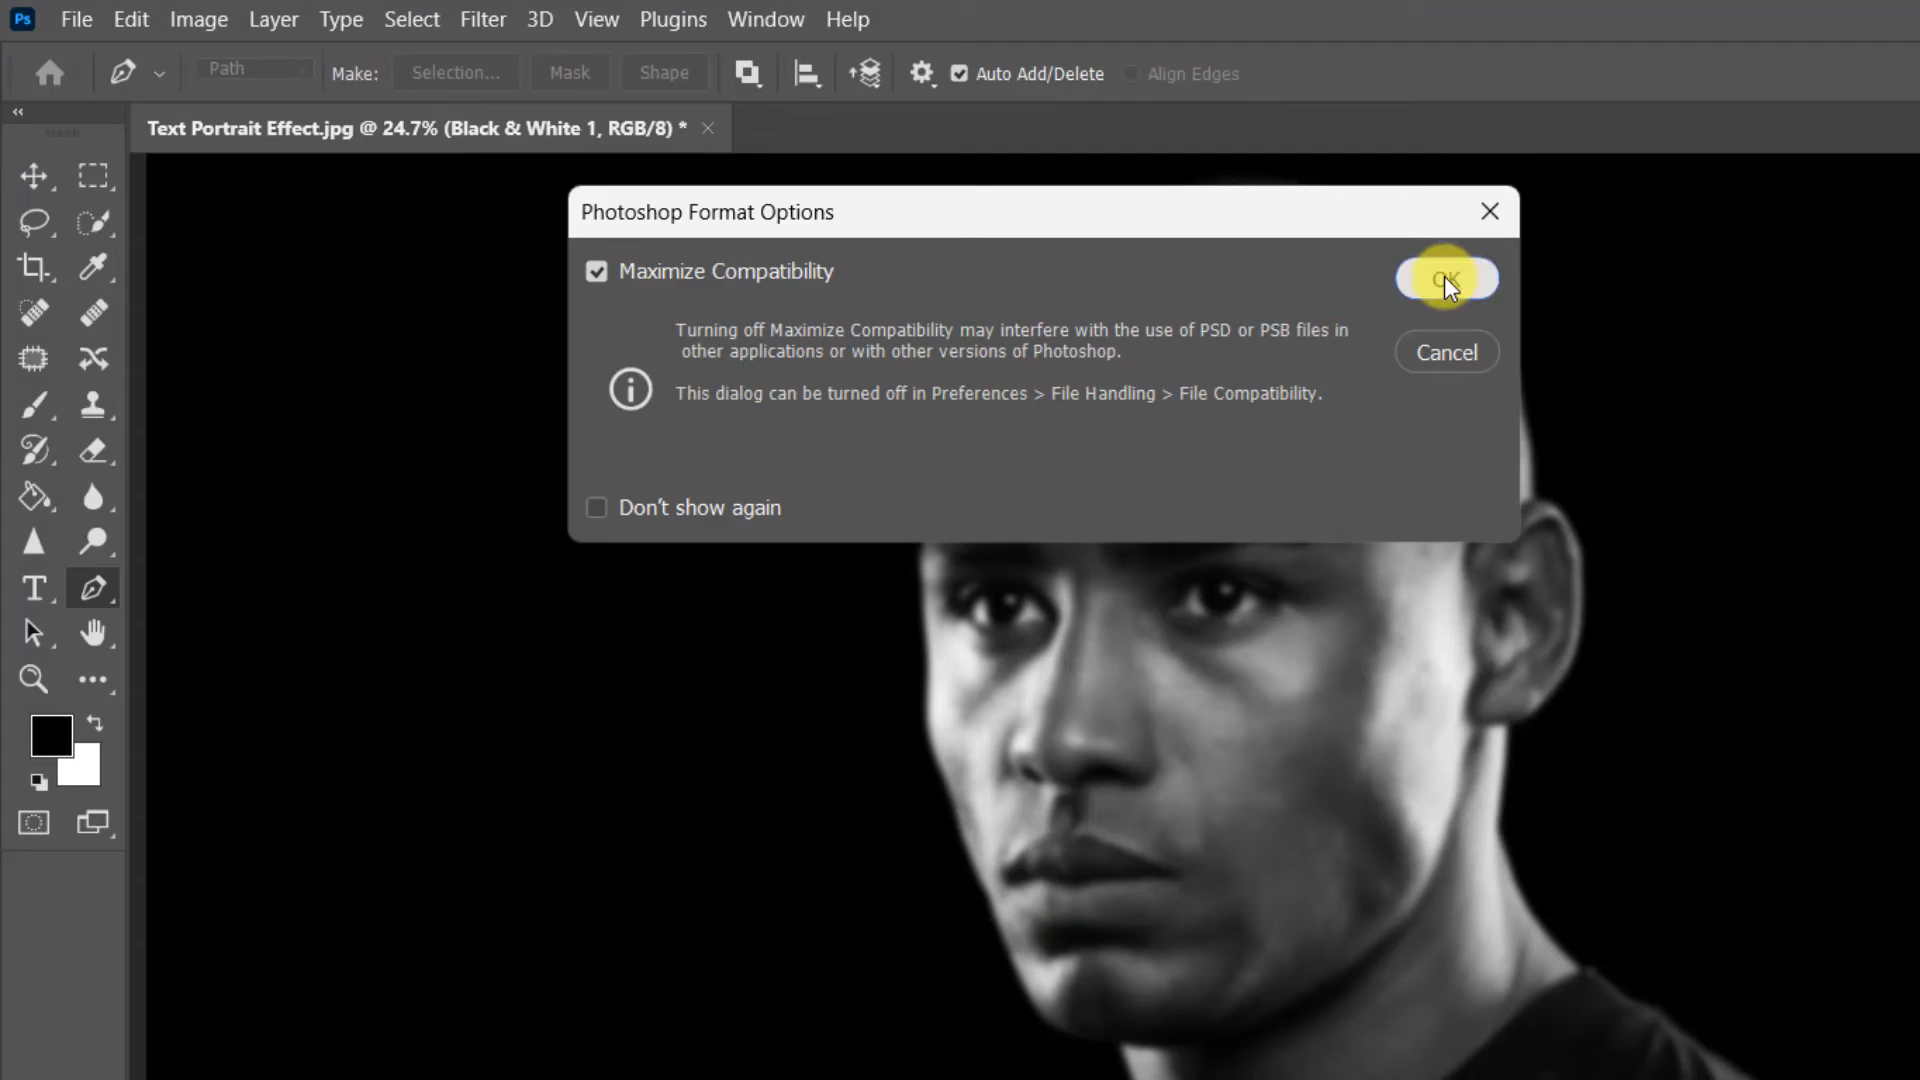 Ps File Edit Image Layer Type Select Filter 3D View Plugins Window Help
Path Make: Selection... Mask Shape Auto Add/Delete Align Edges
Text Portrait Effect.jpg @ 24.7% (Black & White 1, RGB/8) *
Photoshop Format Options
Maximize Compatibility
OK
Turning off Maximize Compatibility may interfere with the use of PSD or PSB files in
other applications or with other versions of Photoshop.
Cancel
This dialog can be turned off in Preferences > File Handling > File Compatibility.
Don't show again